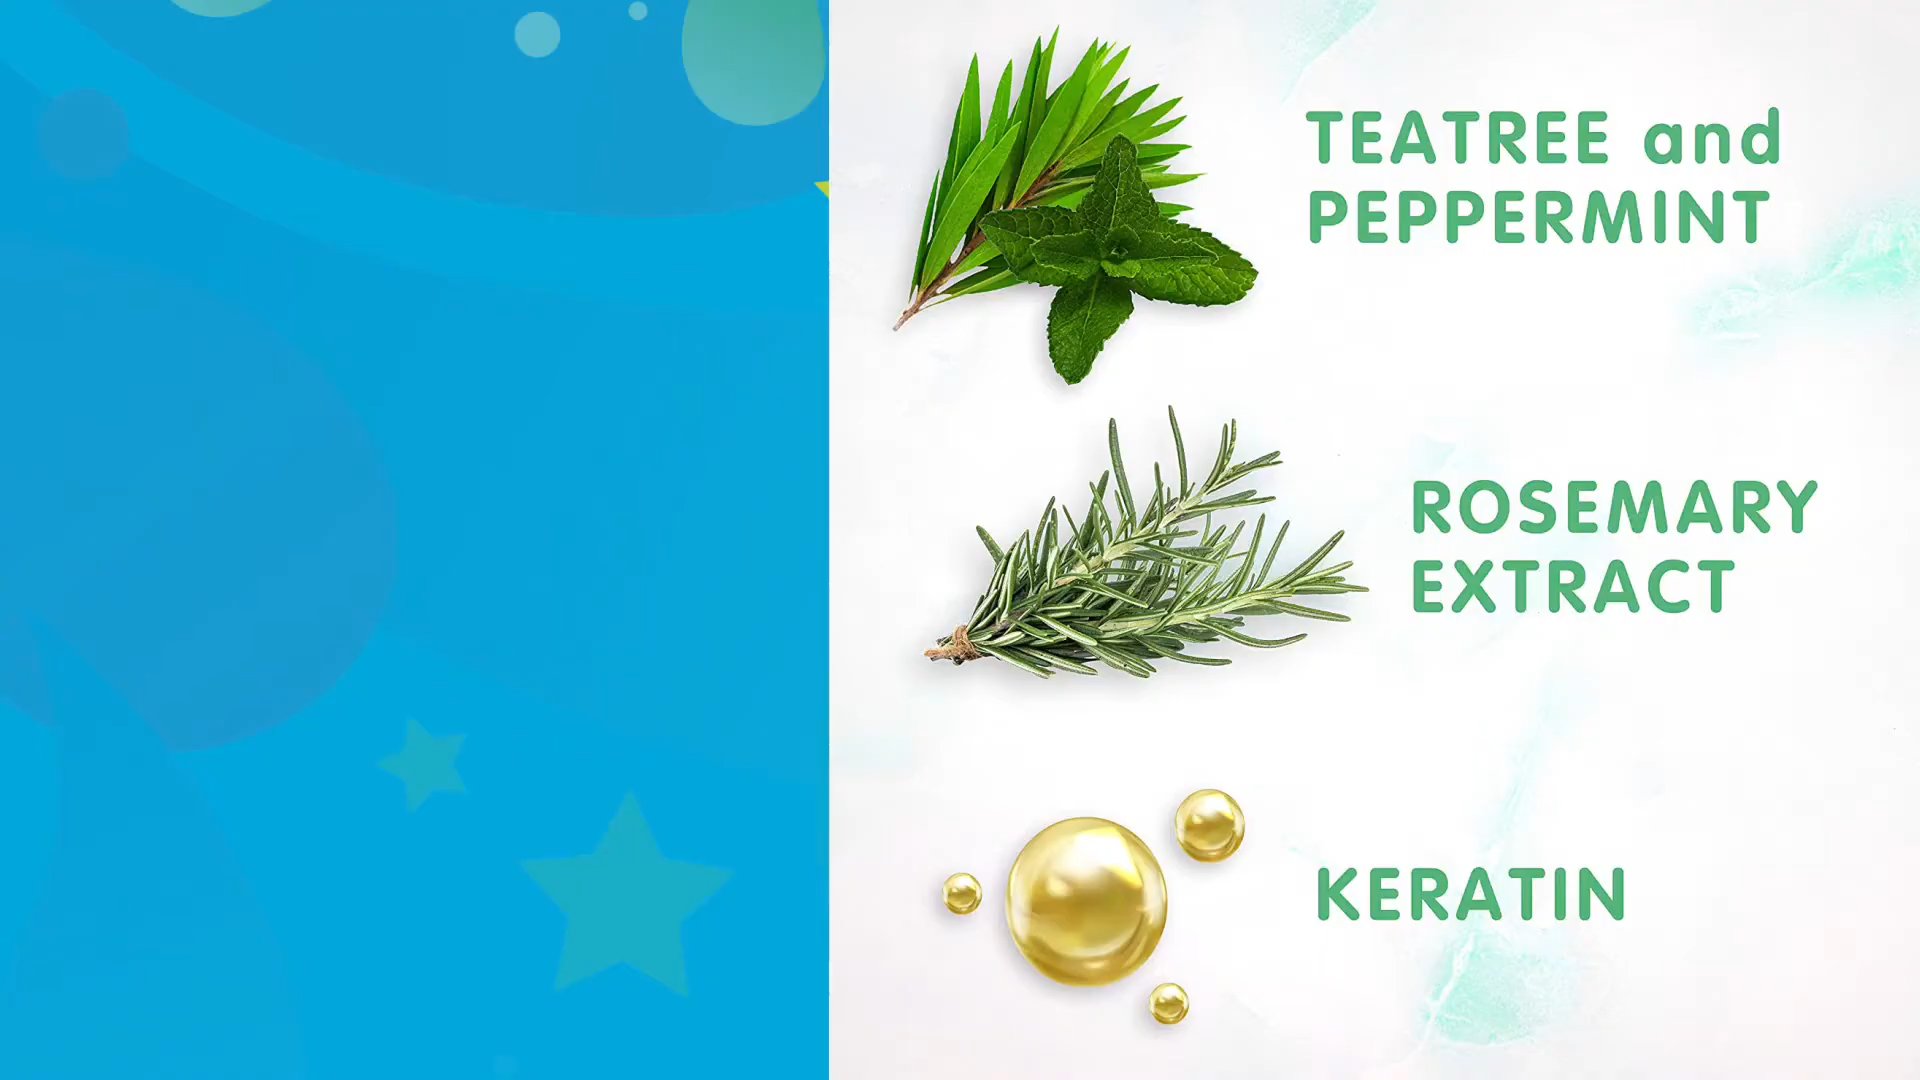 TEATREE and
PEPPERMINT
ROSEMARY
EXTRACT
KERATIN